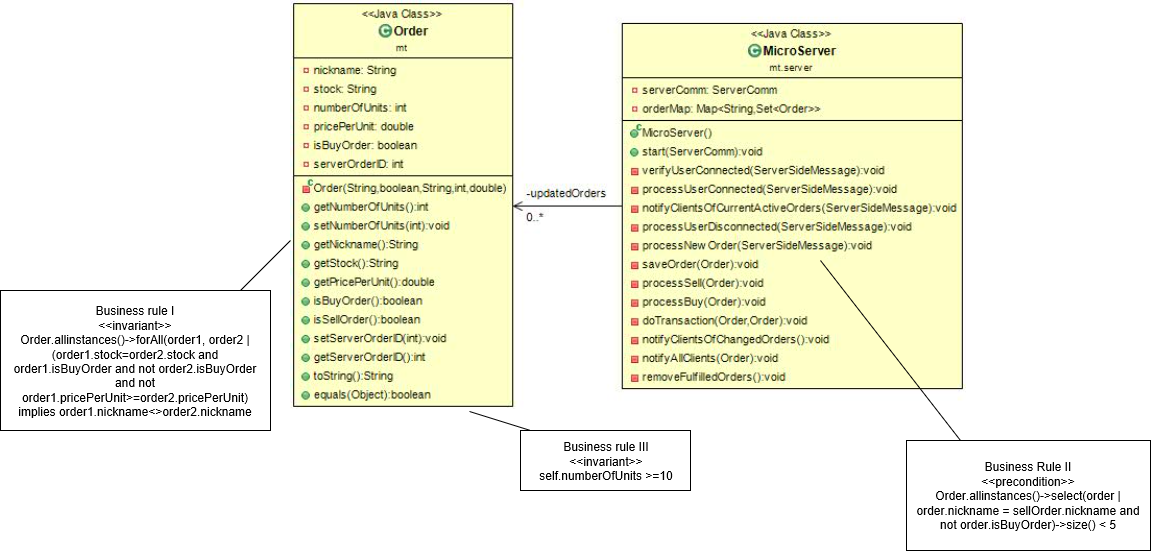 <<Java Class>>
C Order
mt
nickname: String
stock: String
numberOfUnits: int
pricePerUnit: double
isBuyOrder: boolean
serverOrderID: int
C Order(String,boolean,String,int,double)
getNumberOfUnits():int
setNumberOfUnits(int):void
getNickname():String
getStock():String
getPricePerUnit():double
isBuyOrder():boolean
isSellOrder():boolean
setServerOrderID(int):void
getServerOrderID():int
toString():String
equals(Object):boolean
-updatedOrders
0..*
<<Java Class>>
C MicroServer
mt.server
serverComm: ServerComm
orderMap: Map<String,Set<Order>>
C MicroServer()
start(ServerComm):void
verifyUserConnected(ServerSideMessage):void
processUserConnected(ServerSideMessage):void
notifyClientsOfCurrentActiveOrders(ServerSideMessage):void
processUserDisconnected(ServerSideMessage):void
processNewOrder(ServerSideMessage):void
saveOrder(Order):void
processSell(Order):void
processBuy(Order):void
doTransaction(Order,Order):void
notifyClientsOfChangedOrders():void
notifyAllClients(Order):void
removeFulfilledOrders():void
Business rule I
<<invariant>>
Order.allinstances()->forAll(order1, order2 |
(order1.stock=order2.stock and
order1.isBuyOrder and not order2.isBuyOrder
and not
order1.pricePerUnit>=order2.pricePerUnit)
implies order1.nickname<>order2.nickname
Business rule III
<<invariant>>
self.numberOfUnits >=10
Business Rule II
<<precondition>>
Order.allinstances()->select(order |
order.nickname = sellOrder.nickname and
not order.isBuyOrder)->size() < 5